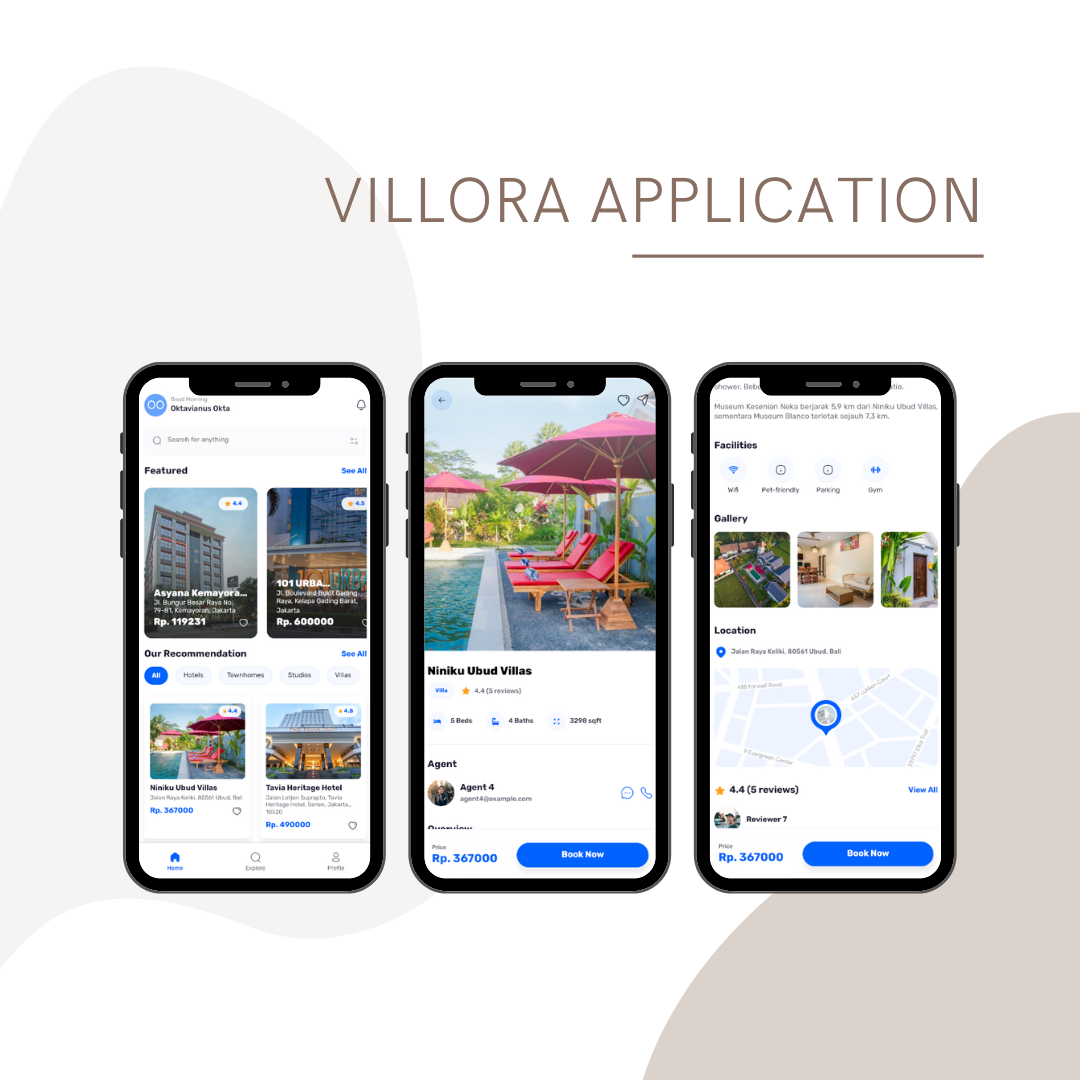 VILLORA APPLICATION
OO
Good Morning
Oktavianus Okta
Search for anything
Featured
See All
4.4
Asyana Kemayora...
Jl. Bungur Besar Raya No.
79-81, Kemayoran, Jakarta
Rp. 119231
4.5
101 URBA...
Jl. Boulevard Bukit Gading
Raya, Kelapa Gading Barat,
Jakarta
Rp. 600000
Our Recommendation
See All
All
Hotels
Townhomes
Studios
Villas
4.4
Niniku Ubud Villas
Jalan Raya Keliki, 80561 Ubud, Bali
Rp. 367000
4.8
Tavia Heritage Hotel
Jalan Letjen Suprapto, Tavia
Heritage Hotel, Senen, Jakarta,
10520
Rp. 490000
Home
Explore
Profile
Niniku Ubud Villas
Villa
4.4 (5 reviews)
5 Beds
4 Baths
3298 sqft
Agent
Agent 4
agent4@example.com
Overview
Price
Rp. 367000
Book Now
shower.
Museum Kesenian Neka berjarak 5,9 km dari Niniku Ubud Villas,
sementara Museum Blanco terletak sejauh 7,3 km.
Facilities
Wifi
Pet-friendly
Parking
Gym
Gallery
Location
Jalan Raya Keliki, 80561 Ubud, Bali
9 Evergreen Center
4.4 (5 reviews)
View All
Reviewer 7
Price
Rp. 367000
Book Now